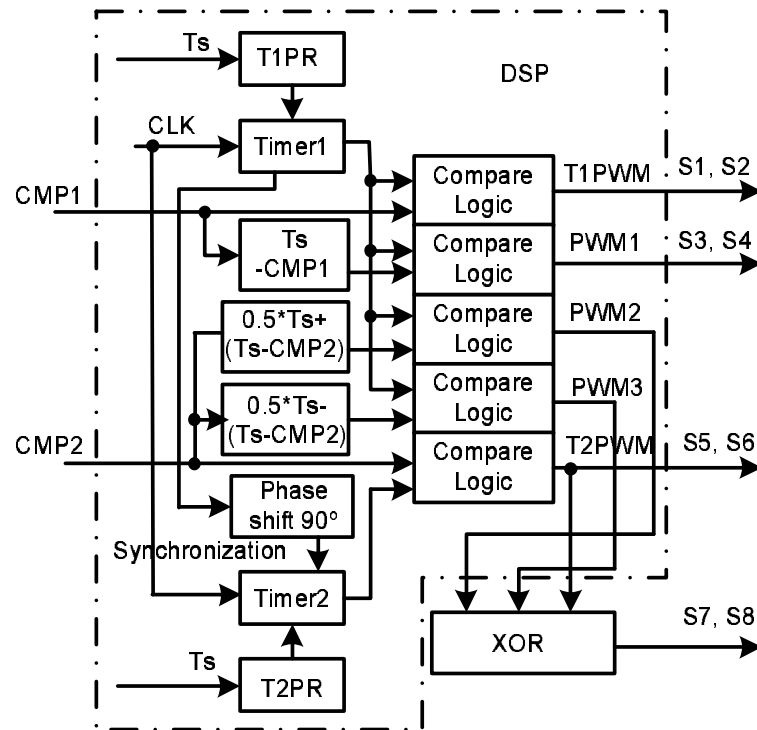 Ts
T1PR
DSP
CLK
Timer1
CMP1
Compare
Logic
T1PWM
S1, S2
Ts
-CMP1
Compare
Logic
PWM1
S3, S4
0.5*Ts+
(Ts-CMP2)
Compare
Logic
PWM2
0.5*Ts-
(Ts-CMP2)
Compare
Logic
PWM3
CMP2
Compare
Logic
T2PWM
S5, S6
Phase
shift 90°
Synchronization
Timer2
XOR
S7, S8
Ts
T2PR